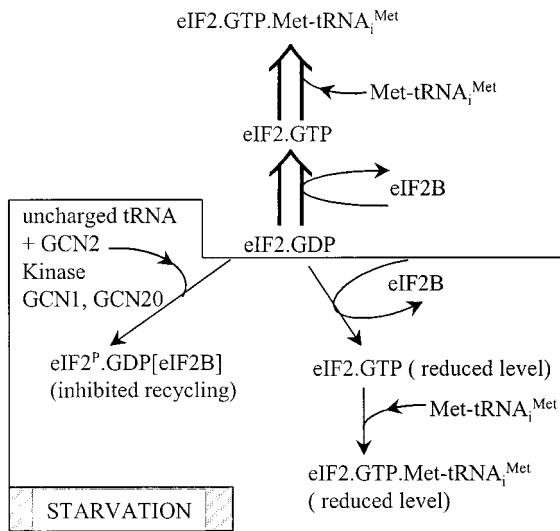 eIF2.GTP.Met-tRNAiMet
Met-tRNAiMet
eIF2.GTP
eIF2B
eIF2.GDP
uncharged tRNA
+ GCN2
Kinase
GCN1, GCN20
eIF2B
eIF2P.GDP[eIF2B]
(inhibited recycling)
eIF2.GTP ( reduced level)
Met-tRNAiMet
eIF2.GTP.Met-tRNAiMet
( reduced level)
STARVATION